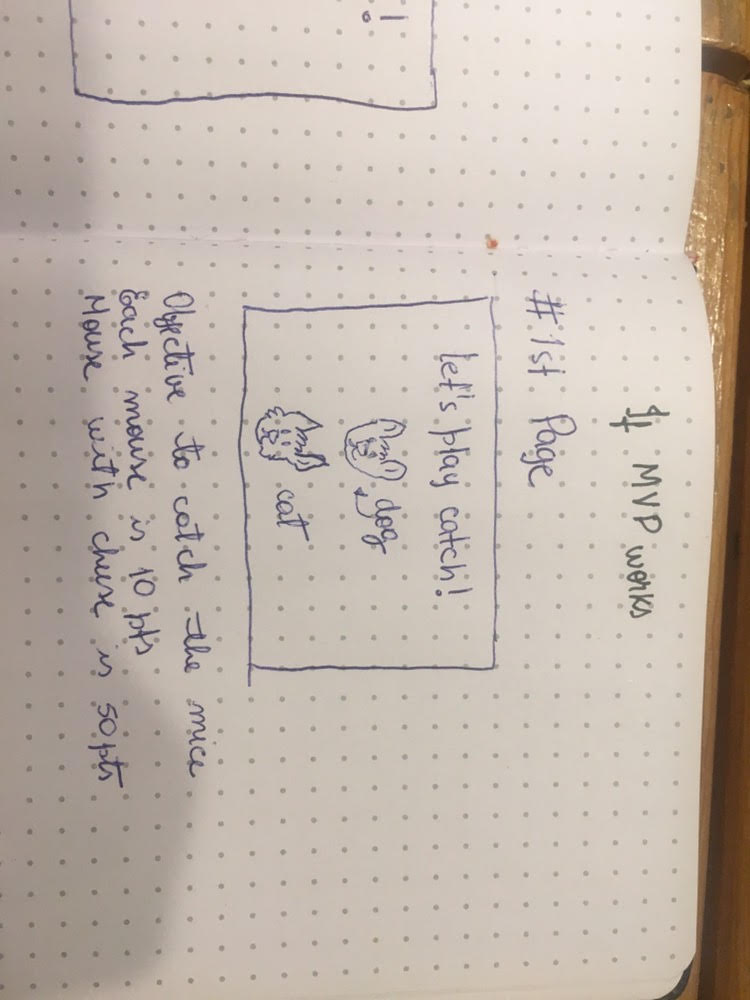 If MVP works
#1st Page
let's play catch!
dog
cat
Objective to catch the mice
Each mouse is 10 pts
Mouse with chese is 50pts
!